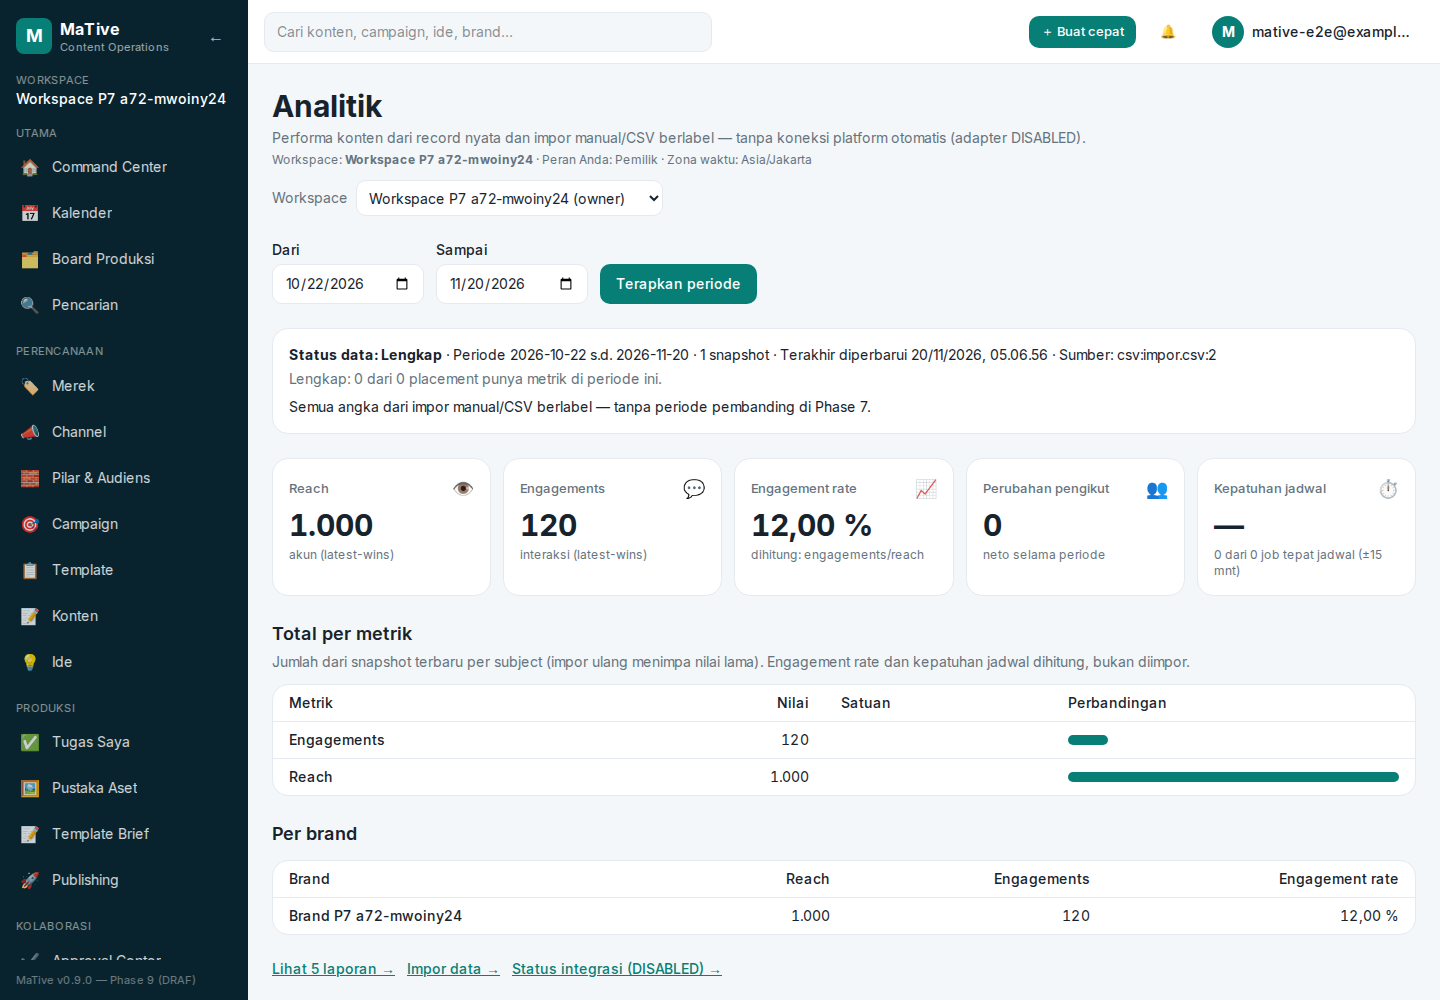 M
MaTive
Content Operations
←
WORKSPACE
Workspace P7 a72-mwoiny24
UTAMA
Command Center
Kalender
Board Produksi
Pencarian
PERENCANAAN
Merek
Channel
Pilar & Audiens
Campaign
Template
Konten
Ide
PRODUKSI
Tugas Saya
Pustaka Aset
Template Brief
Publishing
KOLABORASI
Approval Center
MaTive v0.9.0 — Phase 9 (DRAF)
Cari konten, campaign, ide, brand...
+ Buat cepat
M
mative-e2e@exampl...
Analitik
Performa konten dari record nyata dan impor manual/CSV berlabel — tanpa koneksi platform otomatis (adapter DISABLED).
Workspace: Workspace P7 a72-mwoiny24 · Peran Anda: Pemilik · Zona waktu: Asia/Jakarta
Workspace Workspace P7 a72-mwoiny24 (owner)
Dari Sampai
10/22/2026 11/20/2026 Terapkan periode
Status data: Lengkap · Periode 2026-10-22 s.d. 2026-11-20 · 1 snapshot · Terakhir diperbarui 20/11/2026, 05.06.56 · Sumber: csv:impor.csv:2
Lengkap: 0 dari 0 placement punya metrik di periode ini.
Semua angka dari impor manual/CSV berlabel — tanpa periode pembanding di Phase 7.
Reach
1.000
akun (latest-wins)
Engagements
120
interaksi (latest-wins)
Engagement rate
12,00 %
dihitung: engagements/reach
Perubahan pengikut
0
neto selama periode
Kepatuhan jadwal
—
0 dari 0 job tepat jadwal (±15
mnt)
Total per metrik
Jumlah dari snapshot terbaru per subject (impor ulang menimpa nilai lama). Engagement rate dan kepatuhan jadwal dihitung, bukan diimpor.
Metrik Nilai Satuan Perbandingan
Engagements 120
Reach 1.000
Per brand
Brand Reach Engagements Engagement rate
Brand P7 a72-mwoiny24 1.000 120 12,00 %
Lihat 5 laporan → Impor data → Status integrasi (DISABLED) →